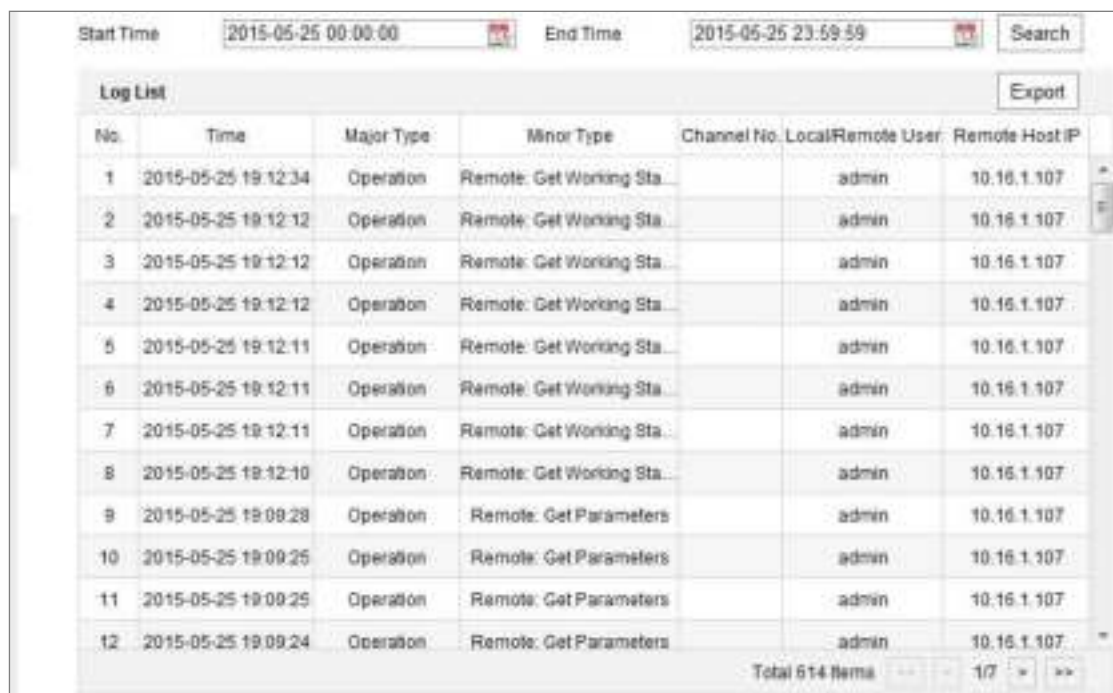 Start Time 2015-05-25 00:00:00 End Time 2015-05-25 23:59:59 Search
Log List Export
No. Time Major Type Minor Type Channel No. Local/Remote User Remote Host IP
1 2015-05-25 19:12:34 Operation Remote: Get Working Sta... admin 10.16.1.107
2 2015-05-25 19:12:12 Operation Remote: Get Working Sta... admin 10.16.1.107
3 2015-05-25 19:12:12 Operation Remote: Get Working Sta... admin 10.16.1.107
4 2015-05-25 19:12:12 Operation Remote: Get Working Sta... admin 10.16.1.107
5 2015-05-25 19:12:11 Operation Remote: Get Working Sta... admin 10.16.1.107
6 2015-05-25 19:12:11 Operation Remote: Get Working Sta... admin 10.16.1.107
7 2015-05-25 19:12:11 Operation Remote: Get Working Sta... admin 10.16.1.107
8 2015-05-25 19:12:10 Operation Remote: Get Working Sta... admin 10.16.1.107
9 2015-05-25 19:09:28 Operation Remote: Get Parameters admin 10.16.1.107
10 2015-05-25 19:09:25 Operation Remote: Get Parameters admin 10.16.1.107
11 2015-05-25 19:09:25 Operation Remote: Get Parameters admin 10.16.1.107
12 2015-05-25 19:09:24 Operation Remote: Get Parameters admin 10.16.1.107
Total 614 Items << < 1/7 > >>